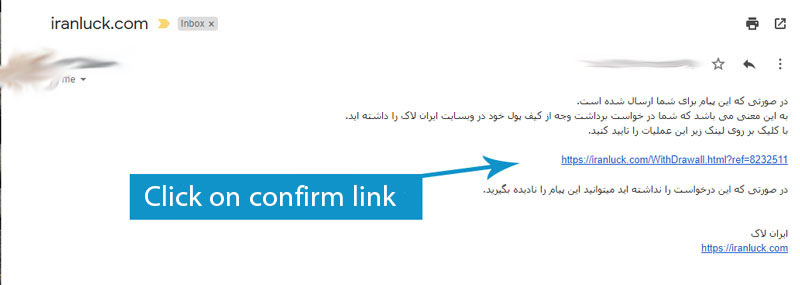 iranluck.com
Inbox ×
me
در صورتی که این پیام برای شما ارسال شده است.
به این معنی می باشد که شما در خواست برداشت وجه از کیف پول خود در وبسایت ایران لاک را داشته اید.
با کلیک بر روی لینک زیر این عملیات را تایید کنید.
https://iranluck.com/WithDrawall.html?ref=8232511
Click on confirm link
در صورتی که این درخواست را نداشته اید میتوانید این پیام را نادیده بگیرید.
ایران لاک
https://iranluck.com